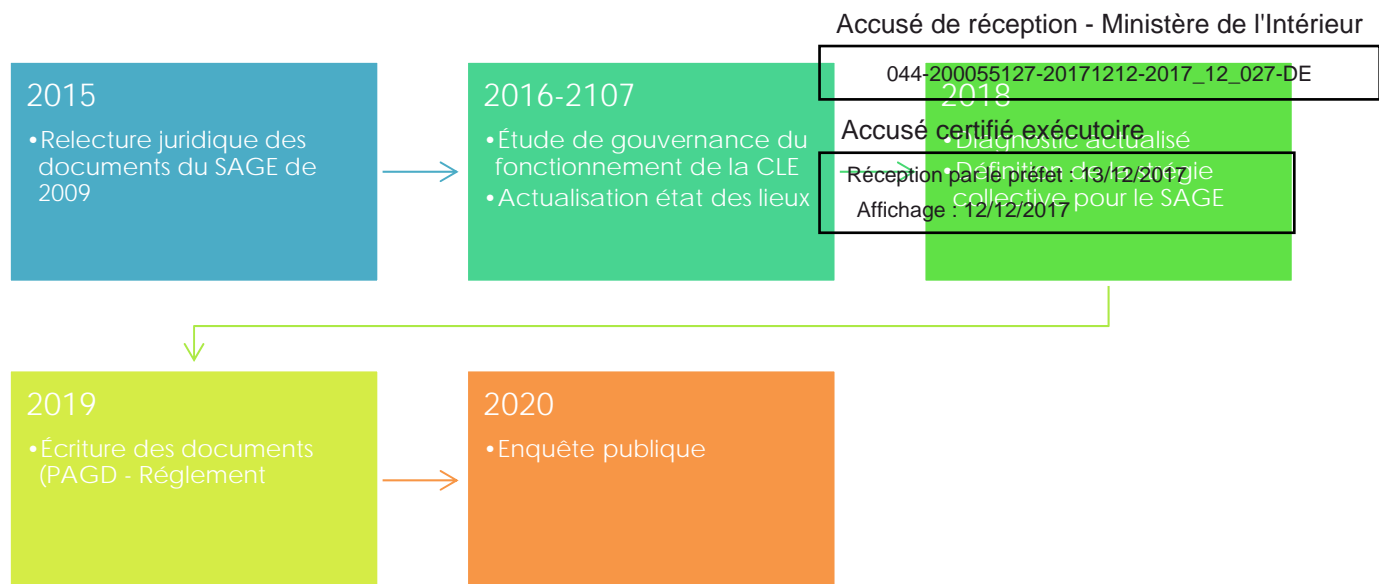 Accusé de réception - Ministère de l'Intérieur
044-200055127-20171212-2017_12_027-DE
Accusé certifié exécutoire
Réception par le préfet : 13/12/2017
Affichage : 12/12/2017
2015
•Relecture juridique des
documents du SAGE de
2009
2016-2107
•Étude de gouvernance du
fonctionnement de la CLE
•Actualisation état des lieux
2018
•Diagnostic actualisé
•Définition de la
collective pour le SAGE
2019
•Écriture des documents
(PAGD - Réglement
2020
•Enquête publique